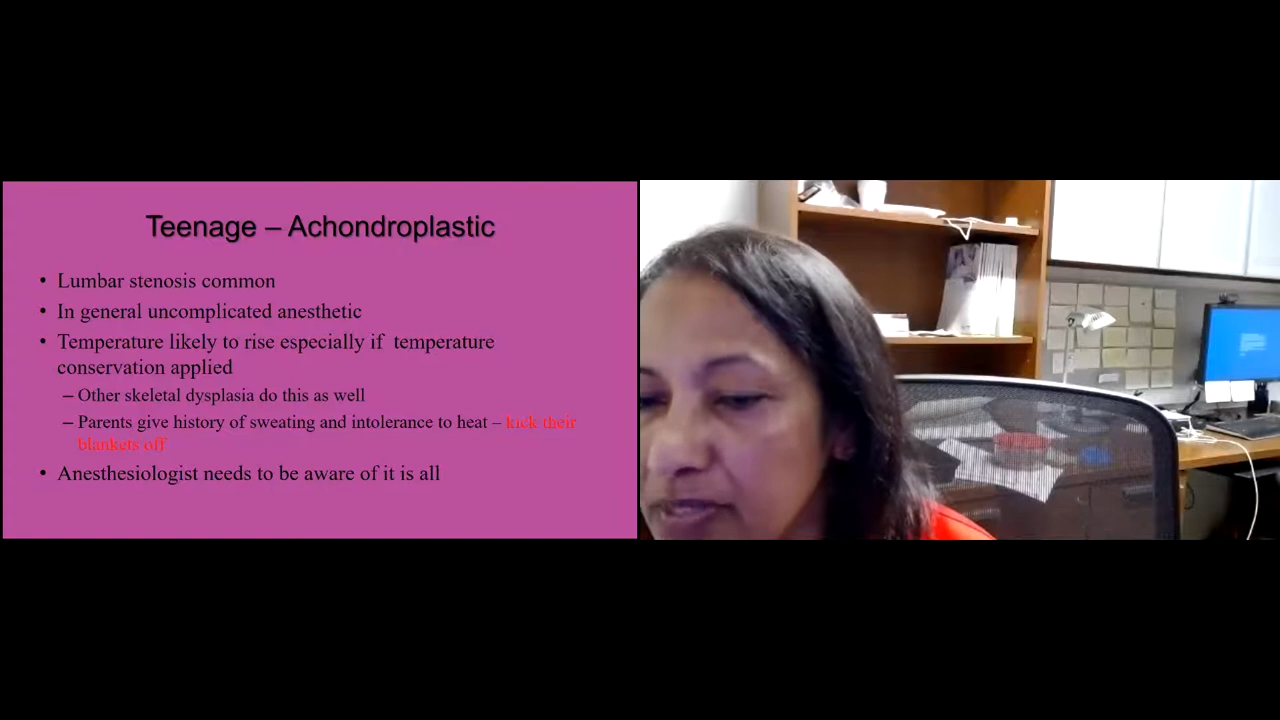 Teenage – Achondroplastic
• Lumbar stenosis common
• In general uncomplicated anesthetic
• Temperature likely to rise especially if  temperature
conservation applied
– Other skeletal dysplasia do this as well
– Parents give history of sweating and intolerance to heat – kick their
blankets off
• Anesthesiologist needs to be aware of it is all